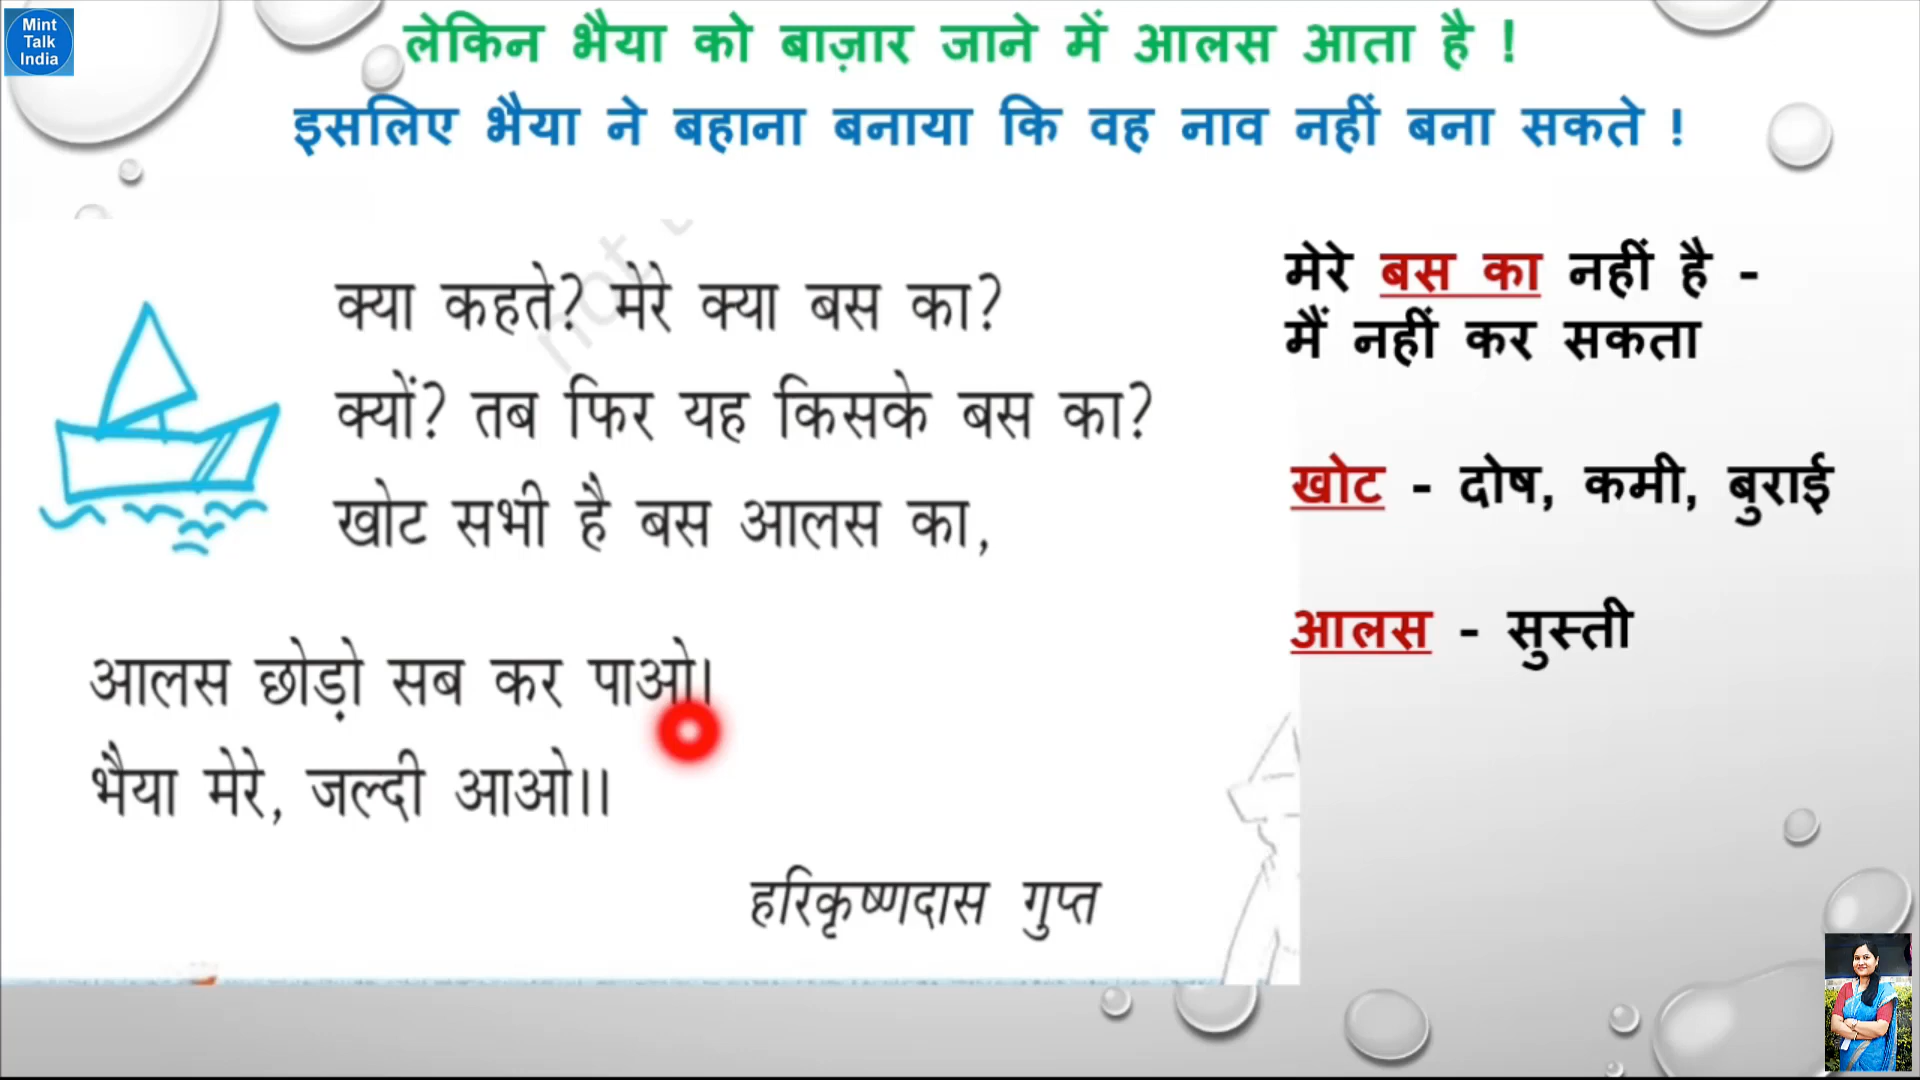 Mint
Talk
India
लेकिन भैया को बाज़ार जाने में आलस आता है !
इसलिए भैया ने बहाना बनाया कि वह नाव नहीं बना सकते !
क्या कहते? मेरे क्या बस का?
क्यों? तब फिर यह किसके बस का?
खोट सभी है बस आलस का,
आलस छोड़ो सब कर पाओ।
भैया मेरे, जल्दी आओ।।
हरिकृष्णदास गुप्त
मेरे बस का नहीं है -
मैं नहीं कर सकता
खोट - दोष, कमी, बुराई
आलस - सुस्ती